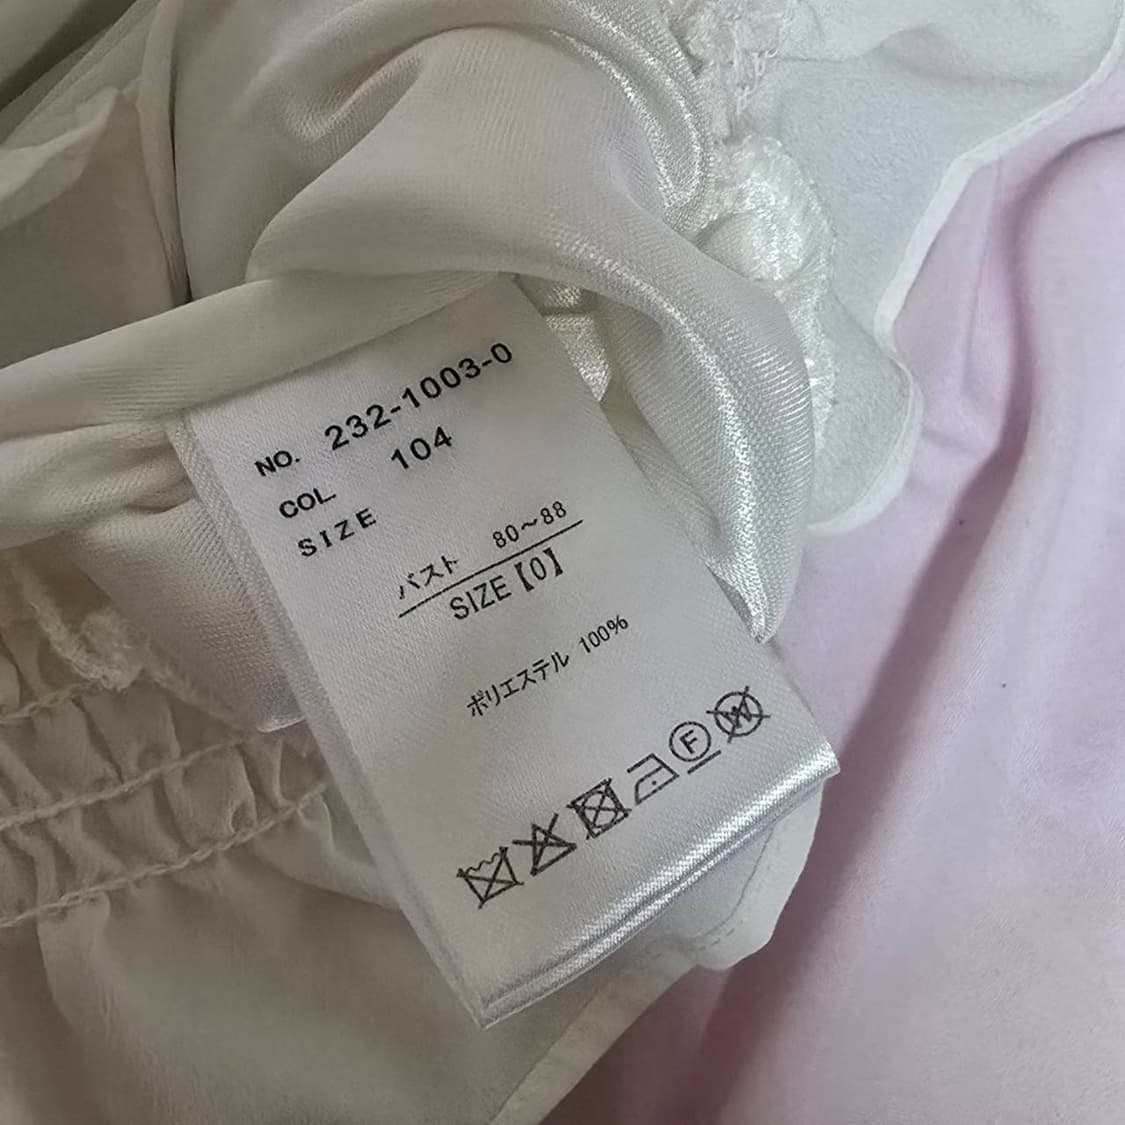 NO. 232-1003-0
COL. 104
SIZE
バスト 80～88
SIZE【0】
ポリエステル 100%
F
W